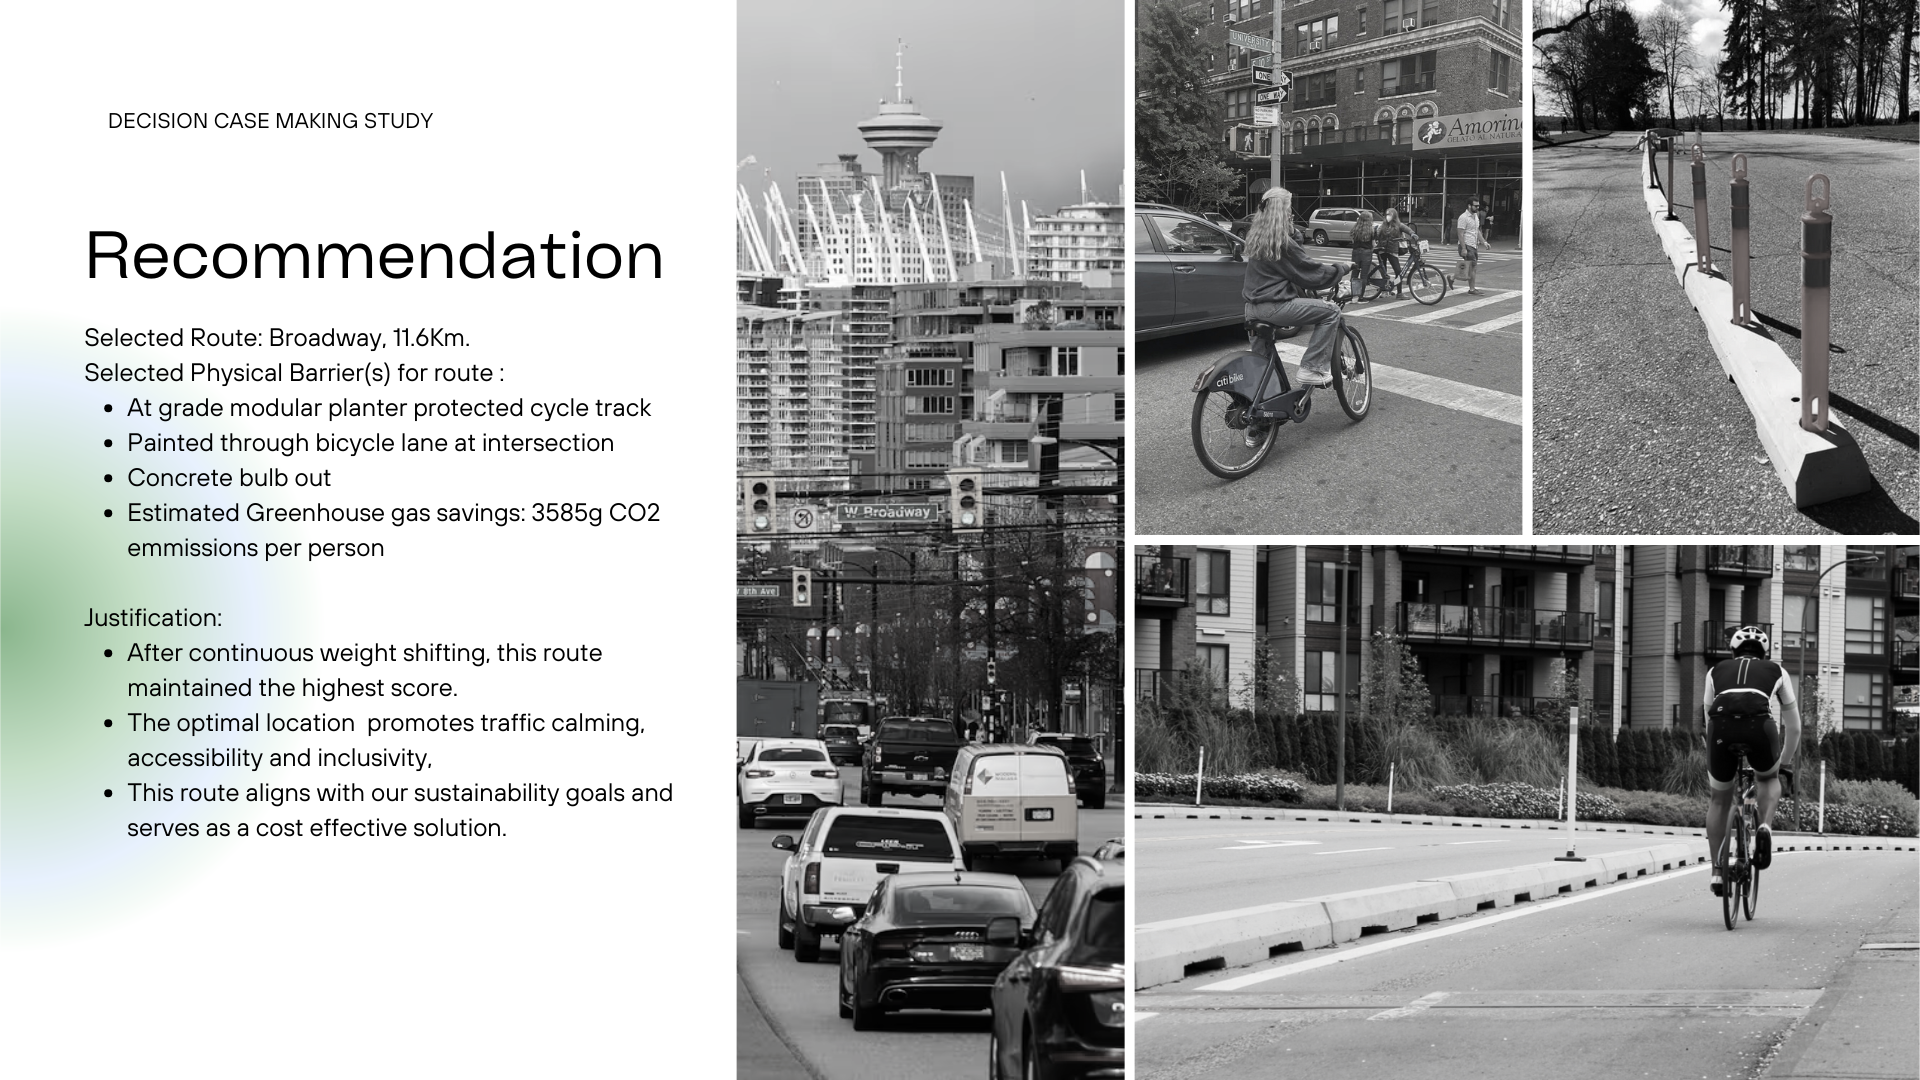 DECISION CASE MAKING STUDY
Recommendation
Selected Route: Broadway, 11.6Km.
Selected Physical Barrier(s) for route :
• At grade modular planter protected cycle track
• Painted through bicycle lane at intersection
• Concrete bulb out
• Estimated Greenhouse gas savings: 3585g CO2
emmissions per person
Justification:
• After continuous weight shifting, this route
maintained the highest score.
• The optimal location  promotes traffic calming,
accessibility and inclusivity,
• This route aligns with our sustainability goals and
serves as a cost effective solution.
W Broadway
8th Ave
UNIVERSITY
ONE WAY
ONE WAY
Amorin
GELATO AL NATURA
citi bike